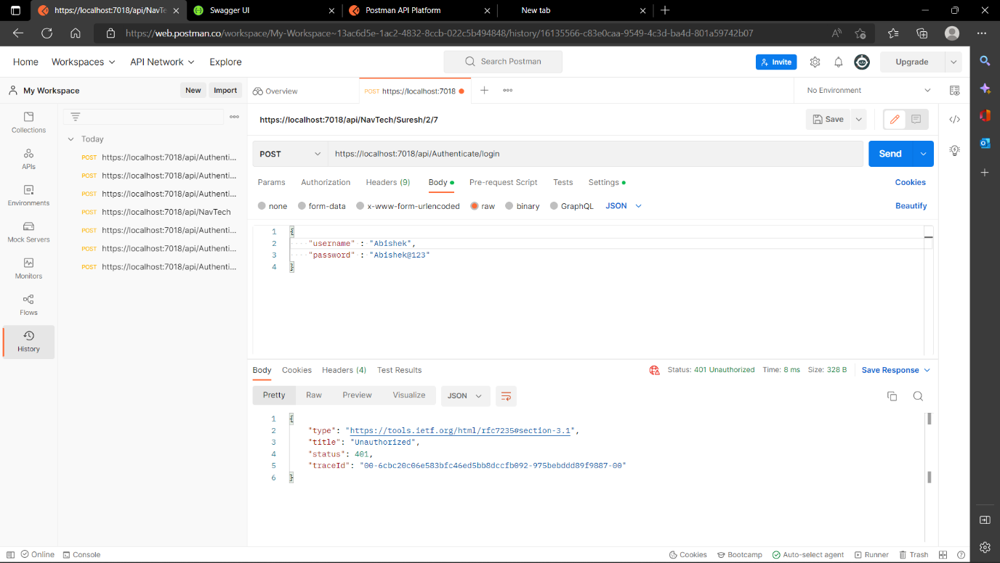 https://localhost:7018/api/NavTe
Swagger UI
Postman API Platform
New tab
https://web.postman.co/workspace/My-Workspace~13ac6d5e-1ac2-4832-8ccb-022c5b494848/history/16135566-c83e0caa-9549-4c3d-ba4d-801a59742b07
Home
Workspaces
API Network
Explore
Search Postman
Invite
Upgrade
My Workspace
New
Import
Overview
POST https://localhost:7018
No Environment
Collections
APIs
Environments
Mock Servers
Monitors
Flows
History
Today
POST https://localhost:7018/api/Authenti...
POST https://localhost:7018/api/Authenti...
POST https://localhost:7018/api/Authenti...
POST https://localhost:7018/api/NavTech
POST https://localhost:7018/api/Authenti...
POST https://localhost:7018/api/Authenti...
POST https://localhost:7018/api/Authenti...
https://localhost:7018/api/NavTech/Suresh/2/7
Save
POST
https://localhost:7018/api/Authenticate/login
Send
Params
Authorization
Headers (9)
Body
Pre-request Script
Tests
Settings
Cookies
none
form-data
x-www-form-urlencoded
raw
binary
GraphQL
JSON
Beautify
1 {
2 "username" : "Abishek",
3 "password" : "Abishek@123"
4 }
Body
Cookies
Headers (4)
Test Results
Status: 401 Unauthorized
Time: 8 ms
Size: 328 B
Save Response
Pretty
Raw
Preview
Visualize
JSON
1 {
2 "type": "https://tools.ietf.org/html/rfc7235#section-3.1",
3 "title": "Unauthorized",
4 "status": 401,
5 "traceId": "00-6cbc20c06e583bfc46ed5bb8dccfb092-975bebddd89f9887-00"
6 }
Online
Console
Cookies
Bootcamp
Auto-select agent
Runner
Trash